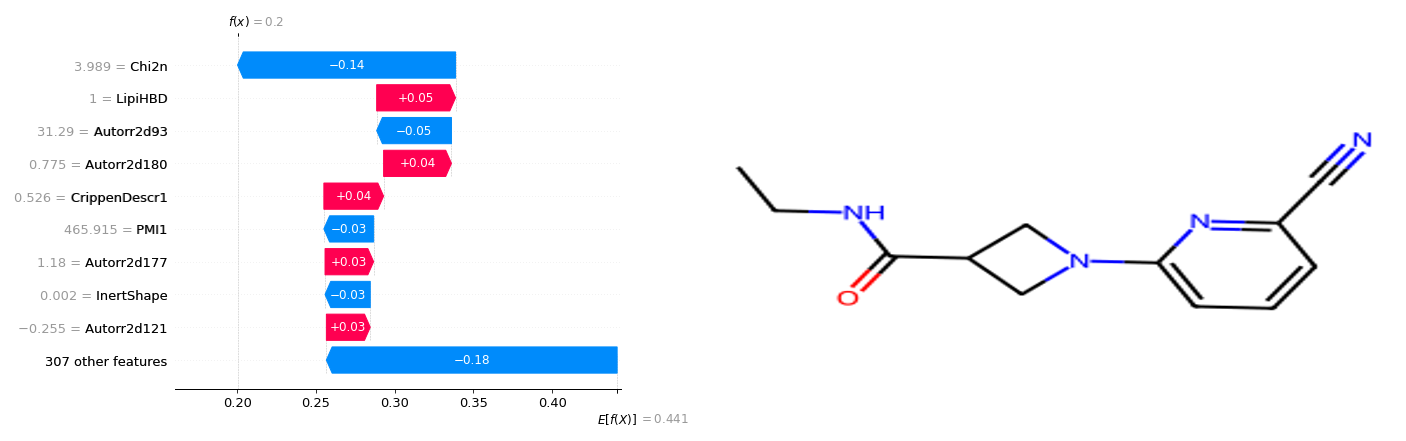 f(x) = 0.2
3.989 = Chi2n −0.14
1 = LipiHBD +0.05
31.29 = Autorr2d93 −0.05
0.775 = Autorr2d180 +0.04
0.526 = CrippenDescr1 +0.04
465.915 = PMI1 −0.03
1.18 = Autorr2d177 +0.03
0.002 = InertShape −0.03
−0.255 = Autorr2d121 +0.03
307 other features −0.18
0.20 0.25 0.30 0.35 0.40
E[f(X)] = 0.441
N
NH
N
N
O